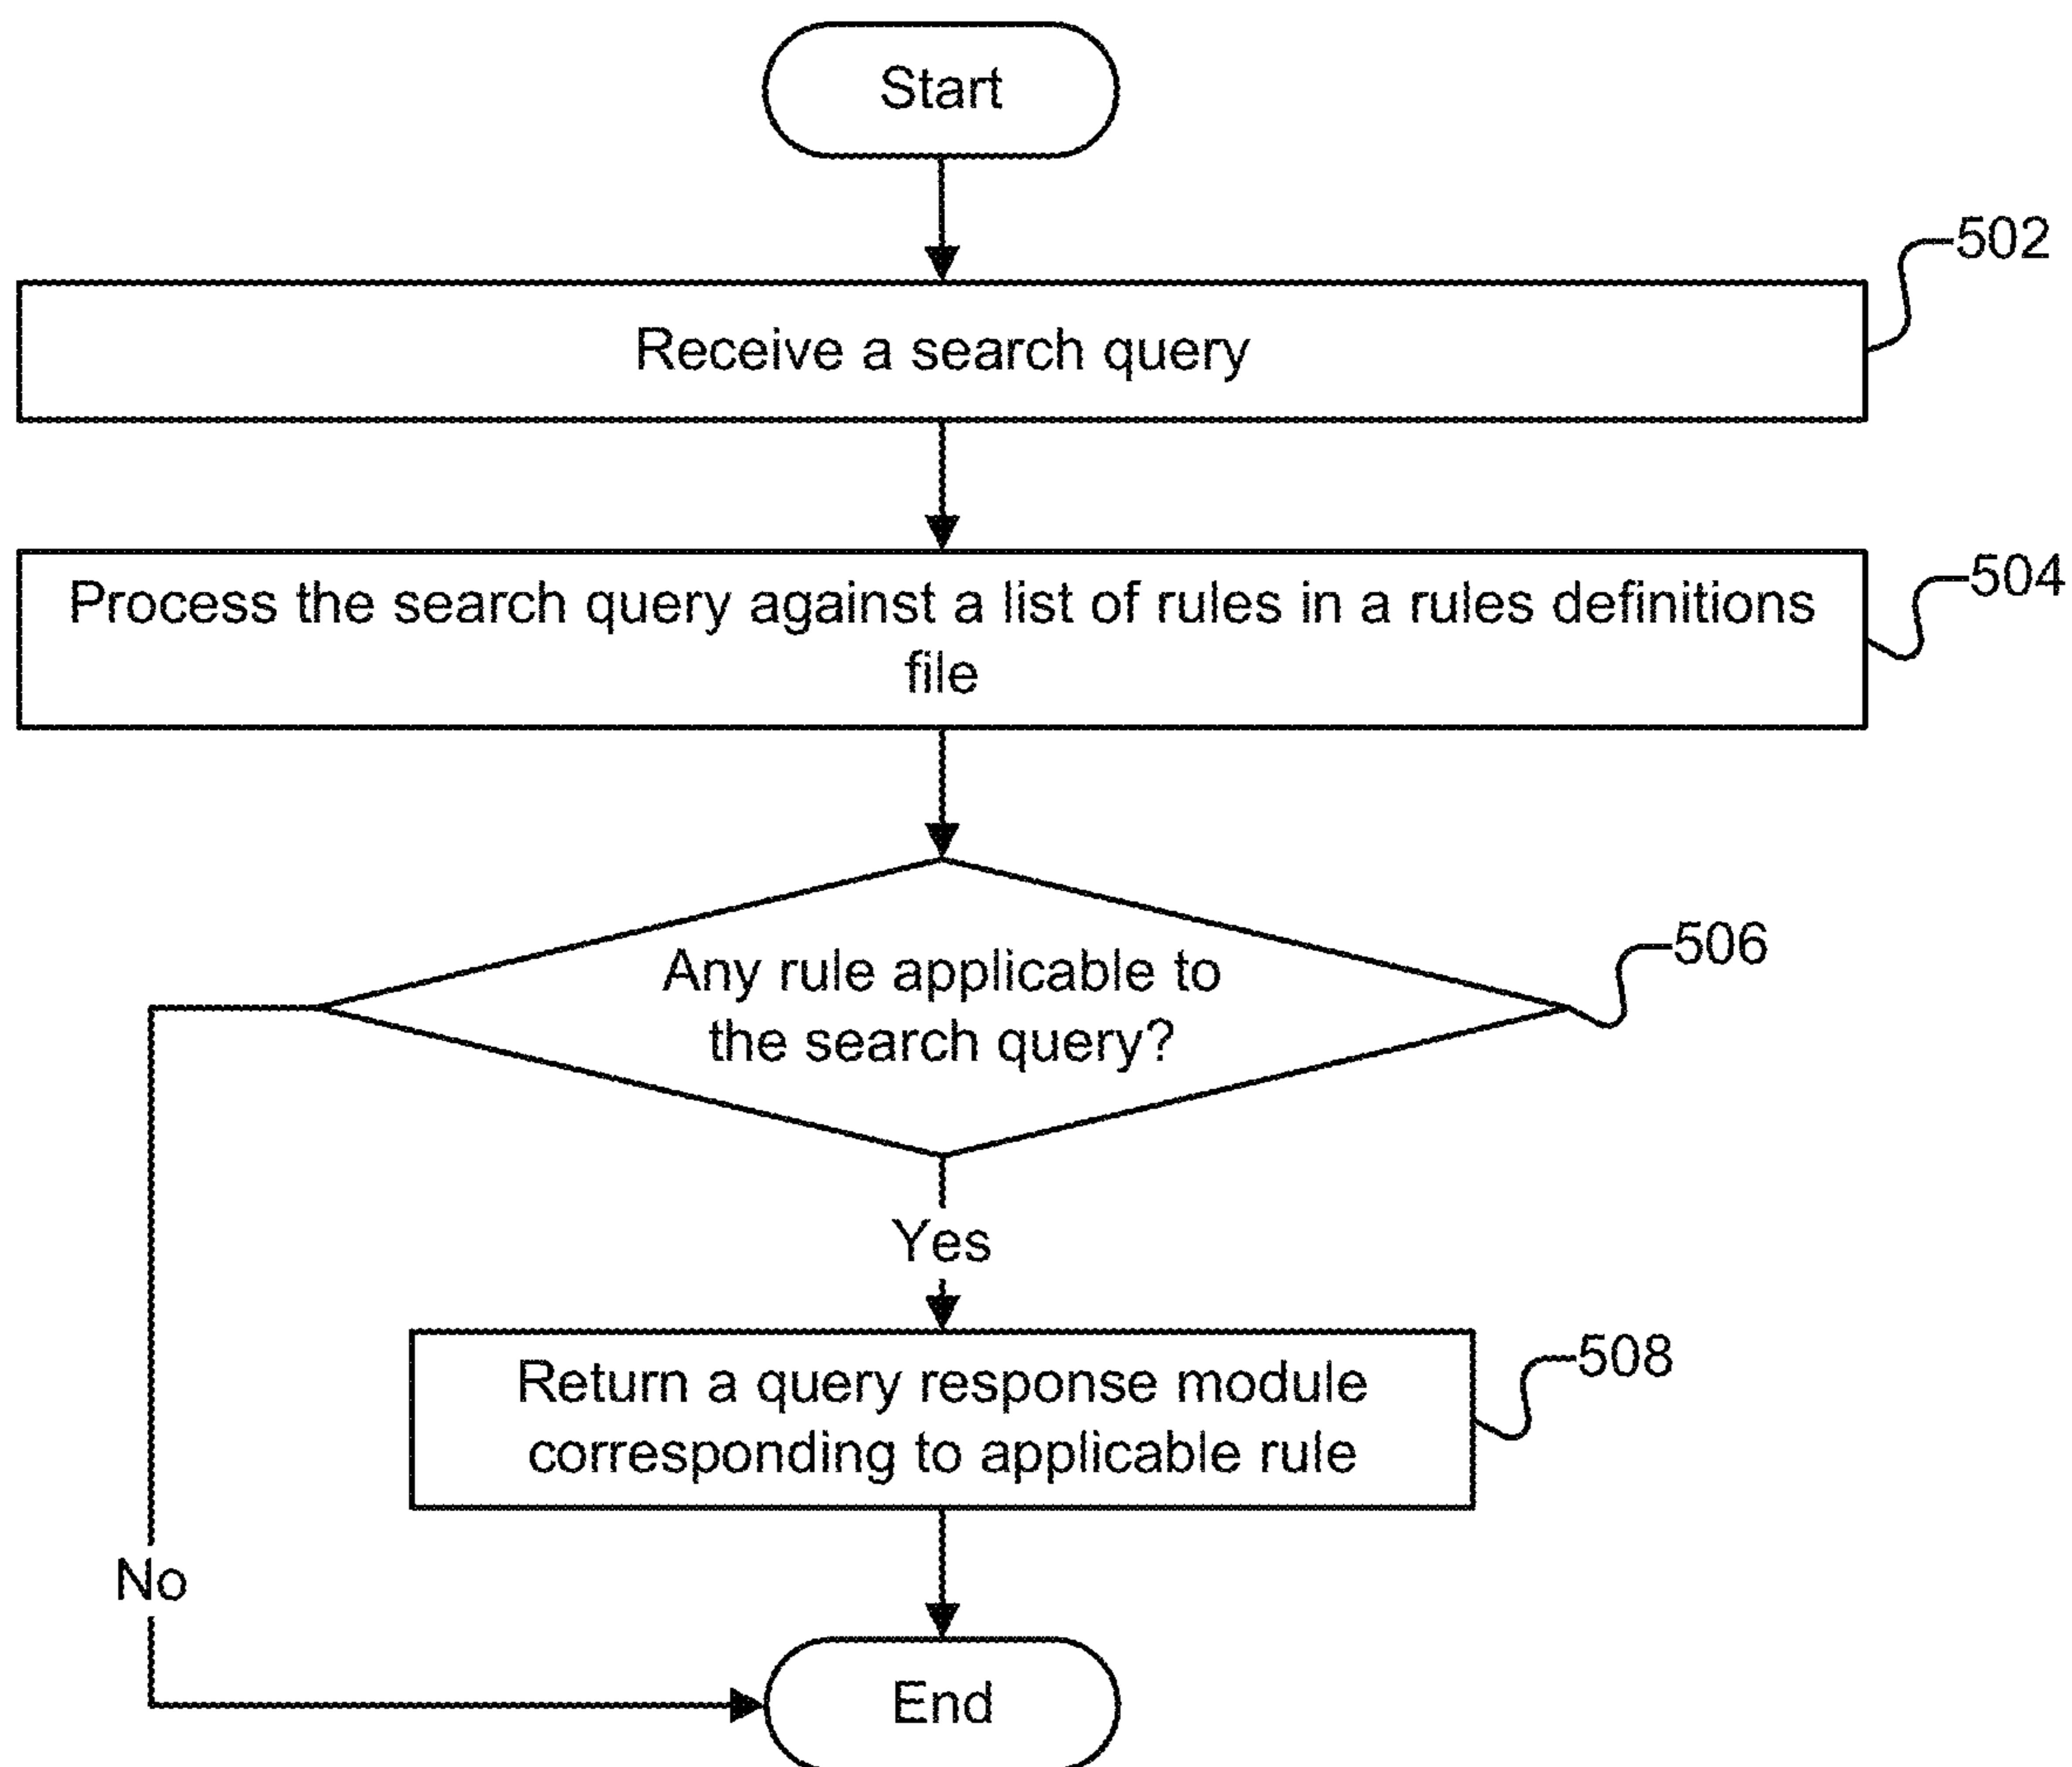 Start
502
Receive a search query
504
Process the search query against a list of rules in a rules definitions
file
506
Any rule applicable to
the search query?
Yes
508
Return a query response module
corresponding to applicable rule
No
End